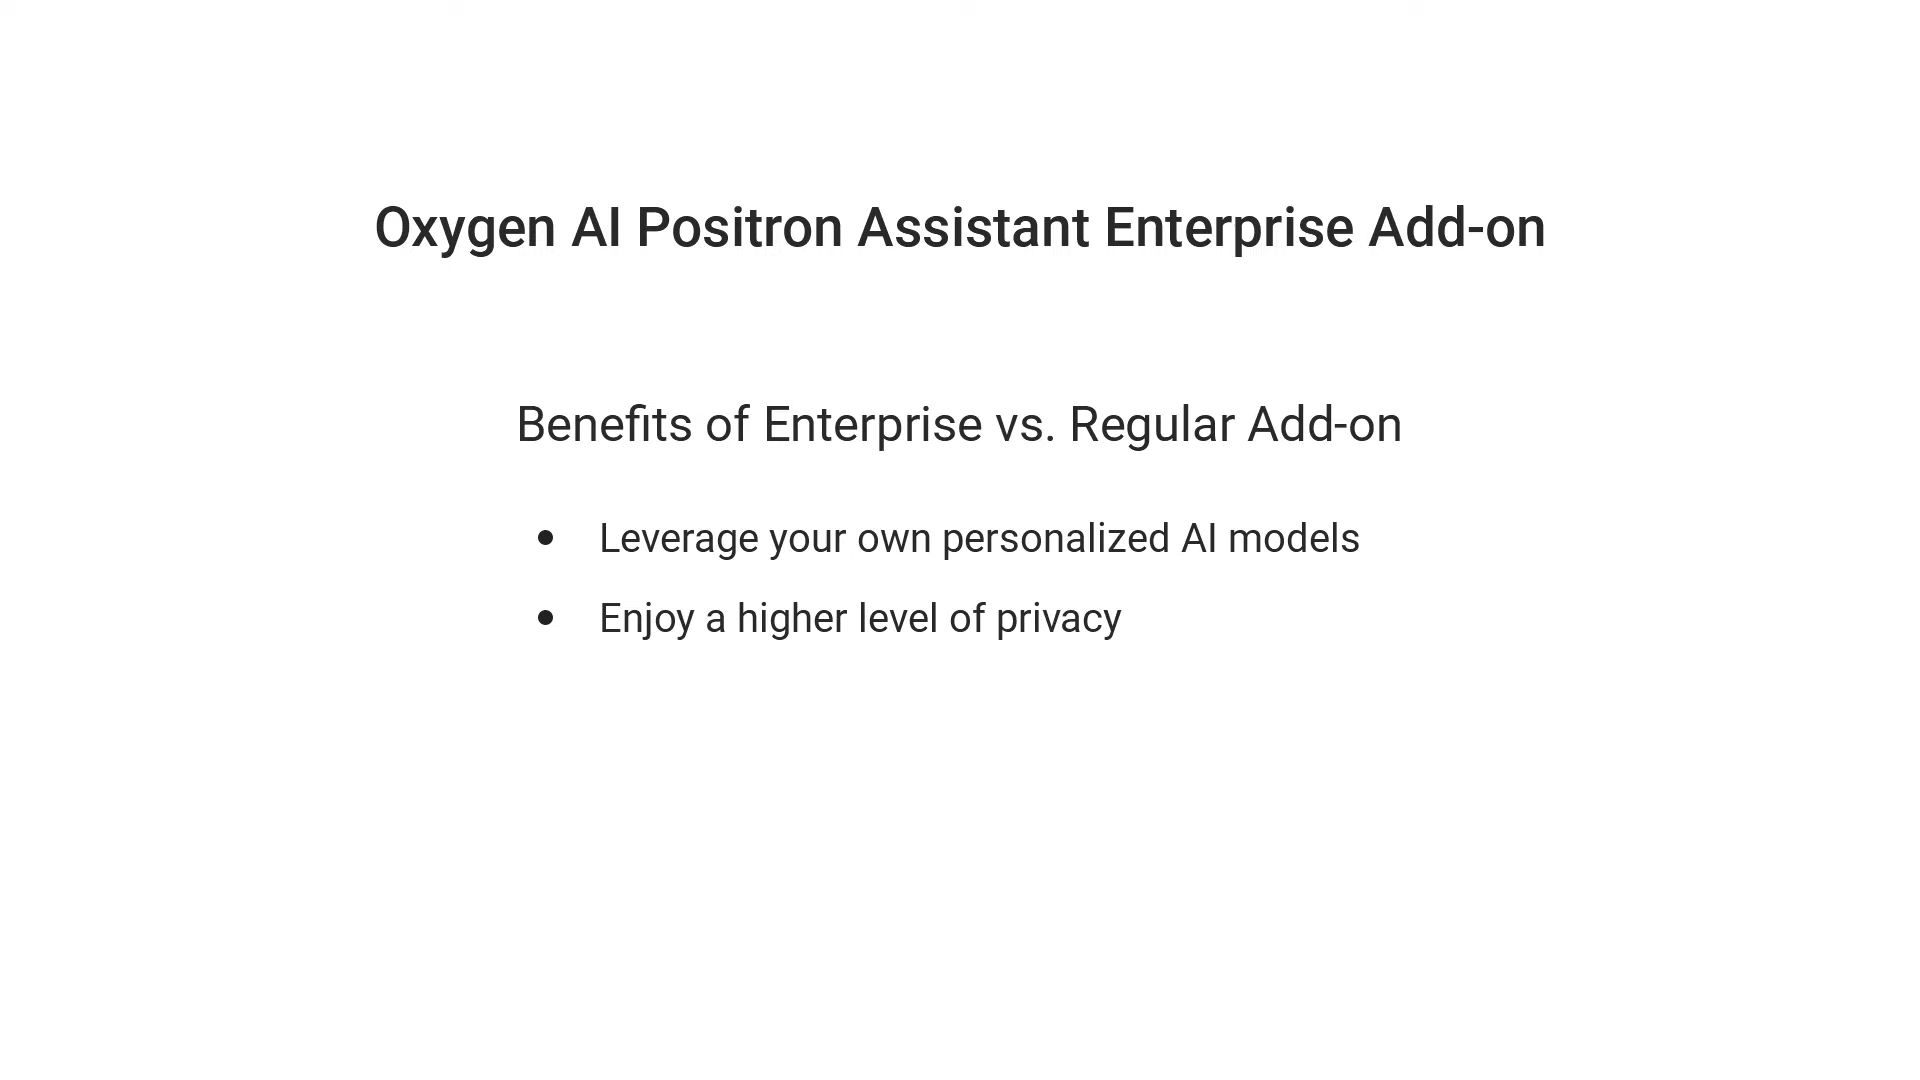 Oxygen AI Positron Assistant Enterprise Add-on
Benefits of Enterprise vs. Regular Add-on
• Leverage your own personalized AI models
• Enjoy a higher level of privacy